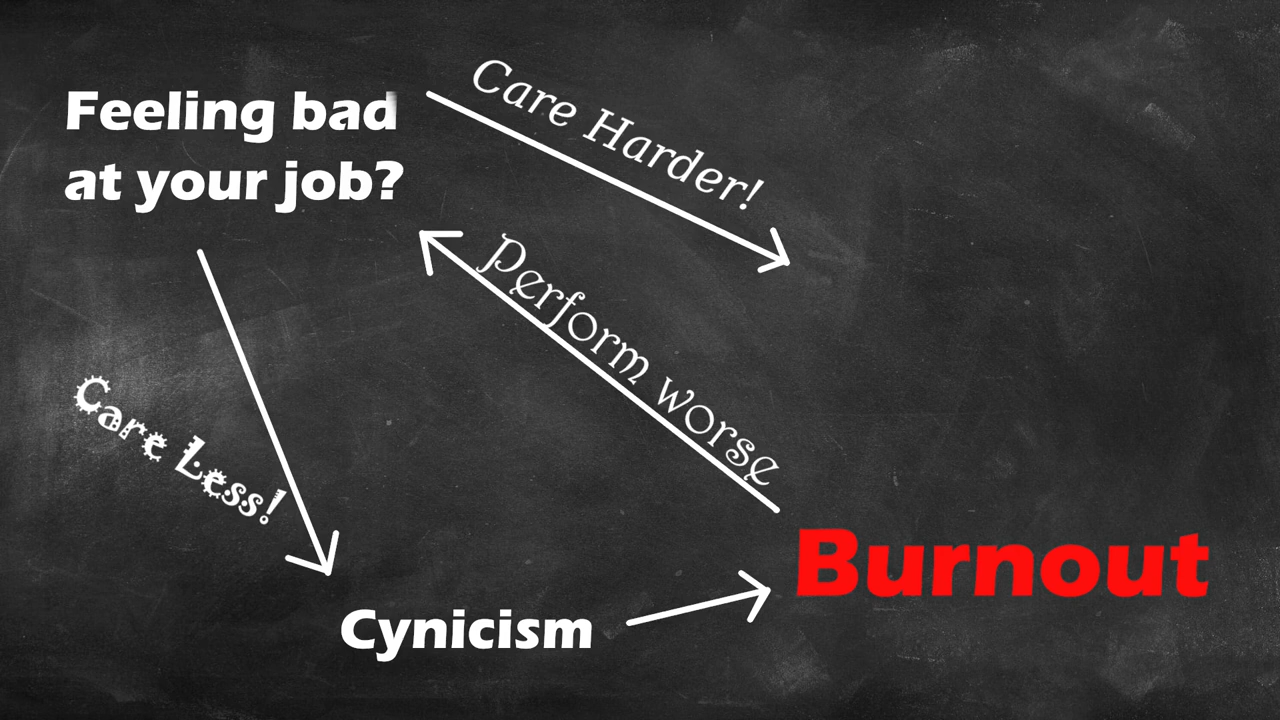 Feeling bad
at your job?
Care Harder!
Perform worse
Care Less!
Cynicism
Burnout